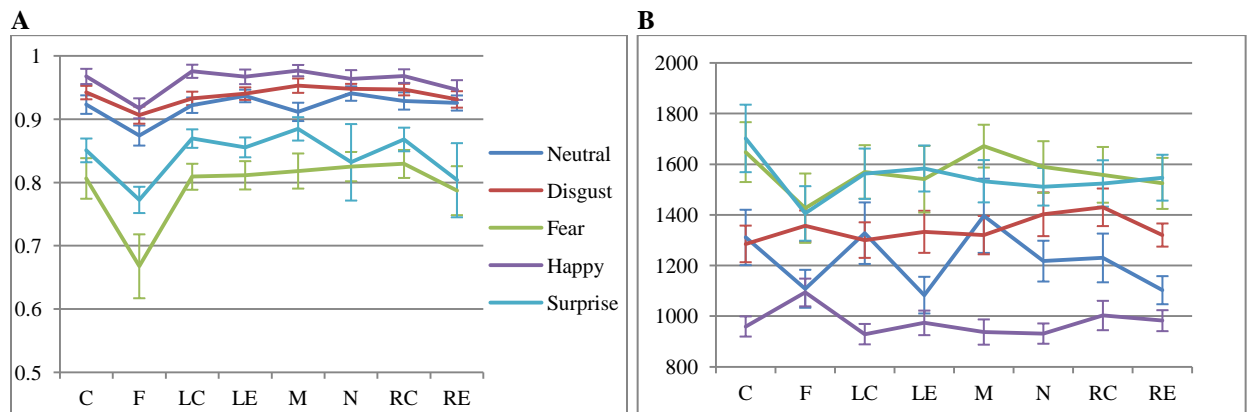 A
B
1
0.9
0.8
0.7
0.6
0.5
C F LC LE M N RC RE
Neutral
Disgust
Fear
Happy
Surprise
2000
1800
1600
1400
1200
1000
800
C F LC LE M N RC RE